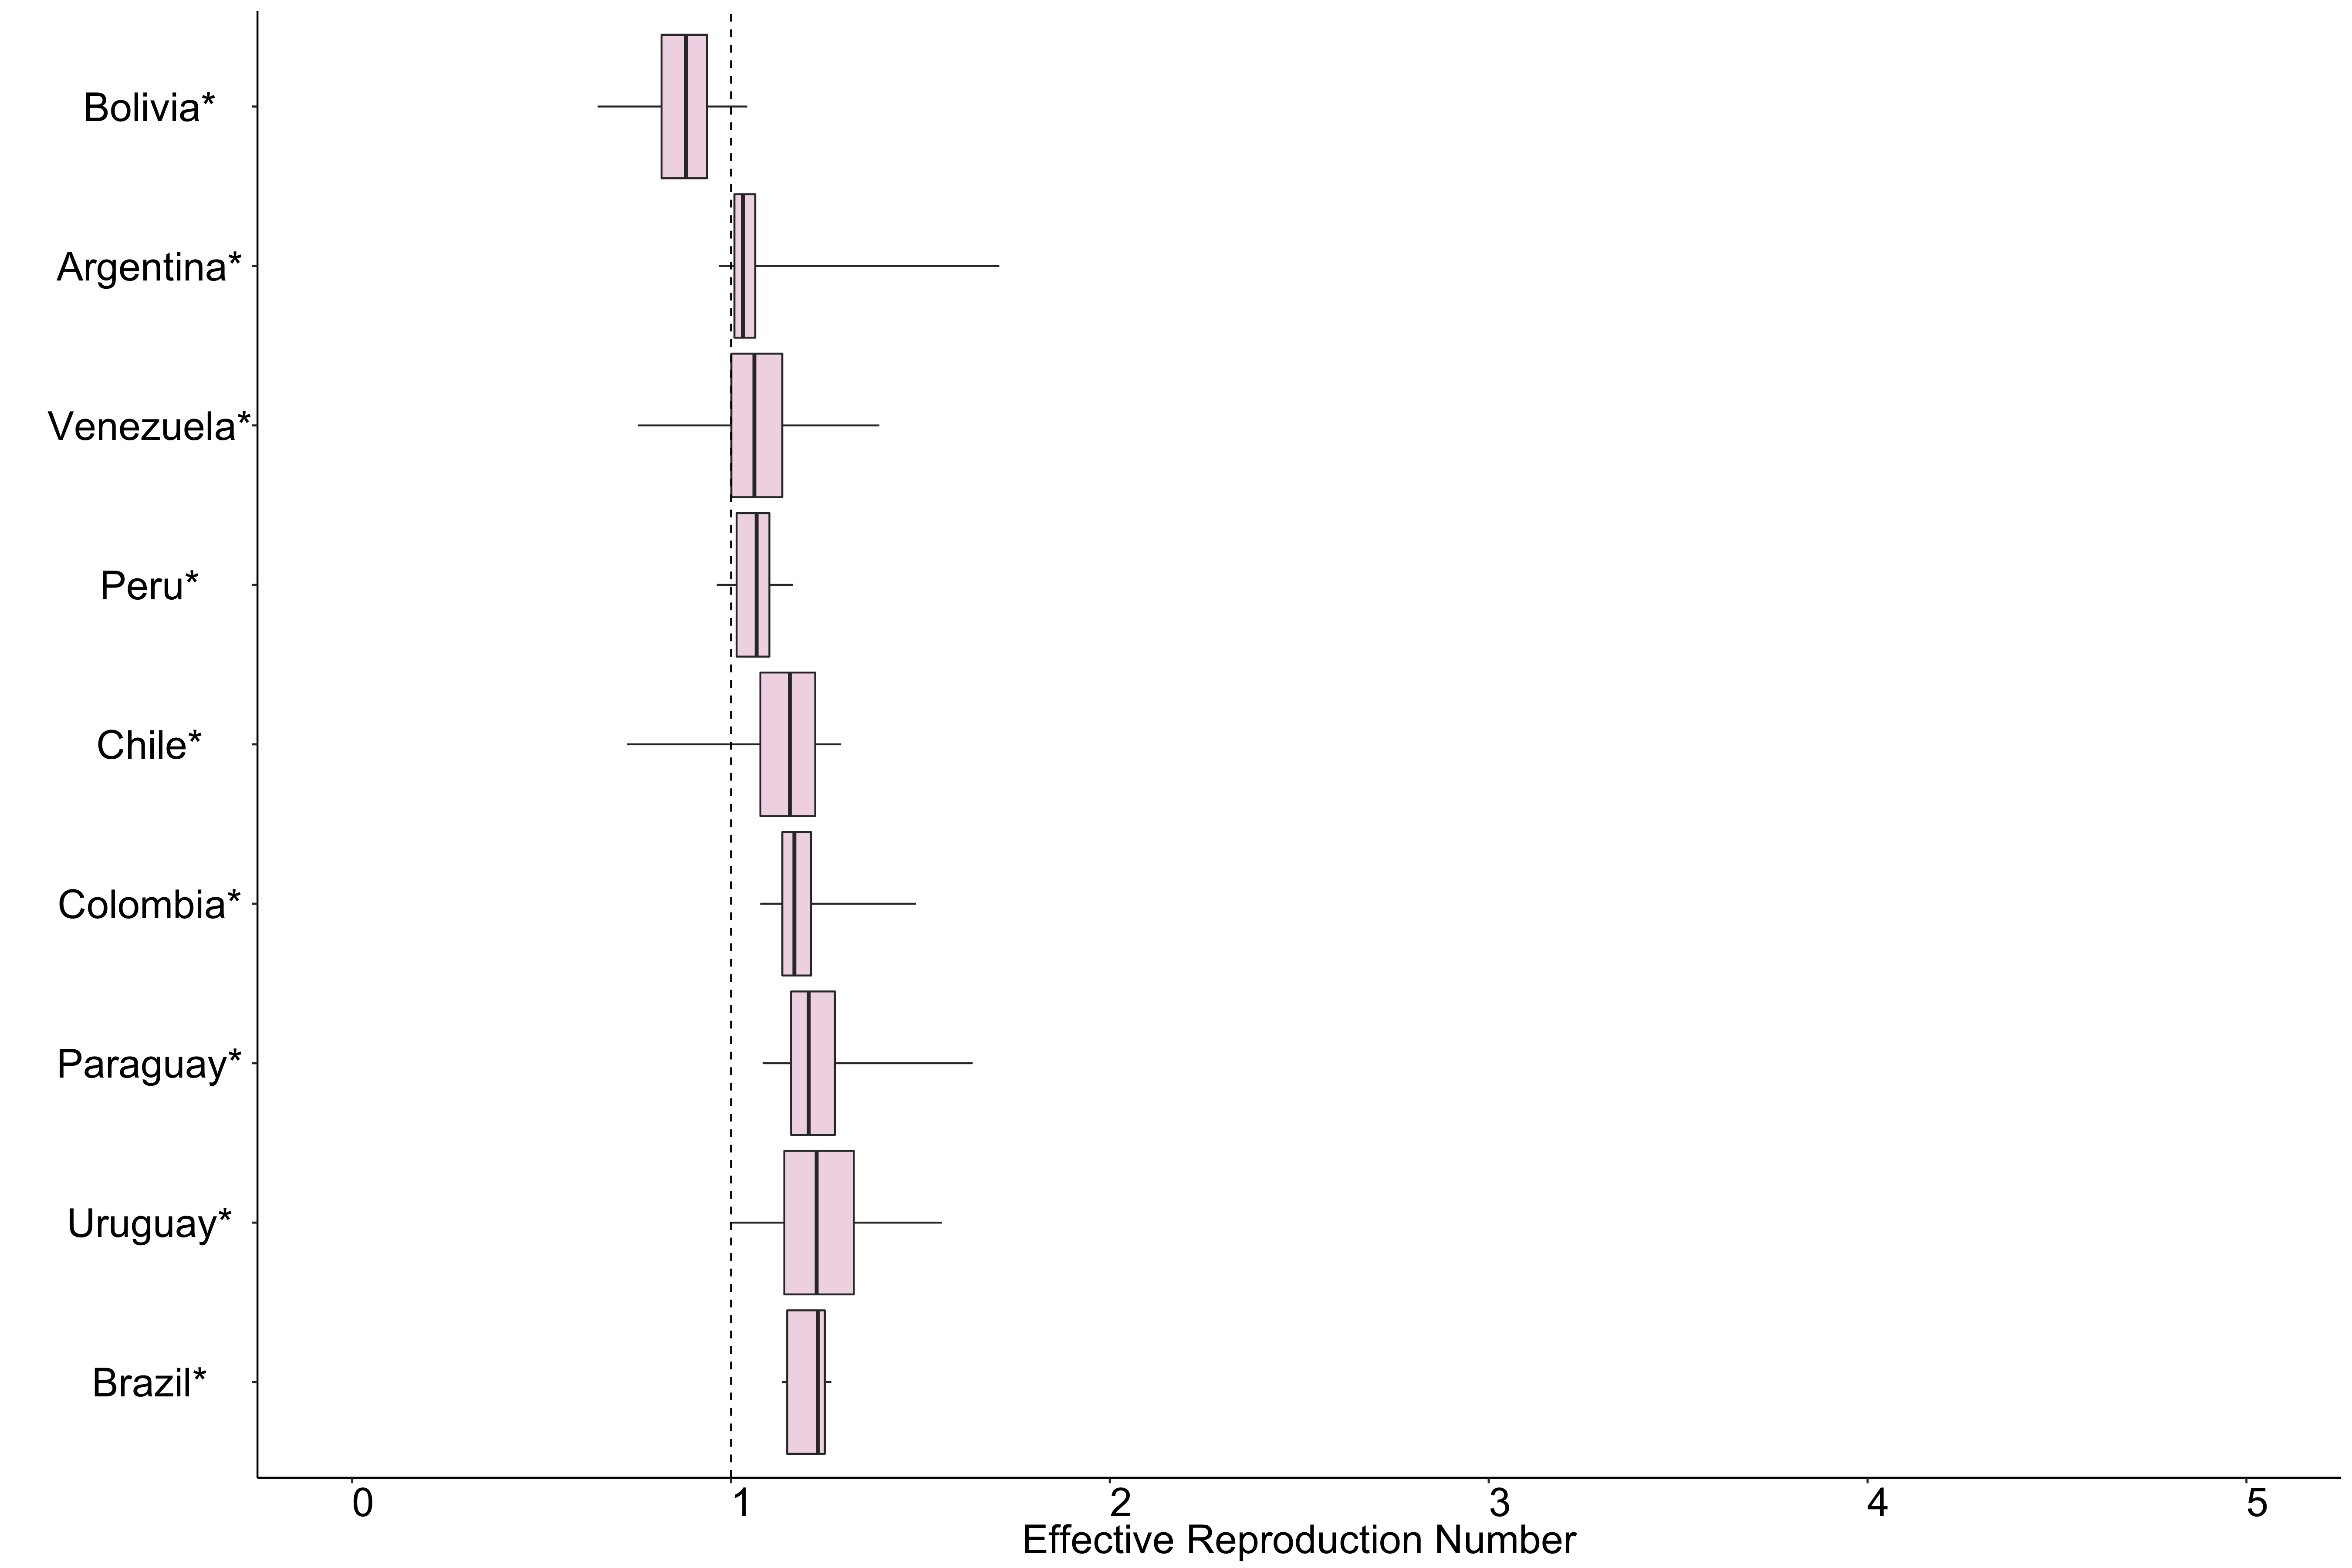 Bolivia*
Argentina*
Venezuela*
Peru*
Chile*
Colombia*
Paraguay*
Uruguay*
Brazil*
0 1 2 3 4 5
Effective Reproduction Number